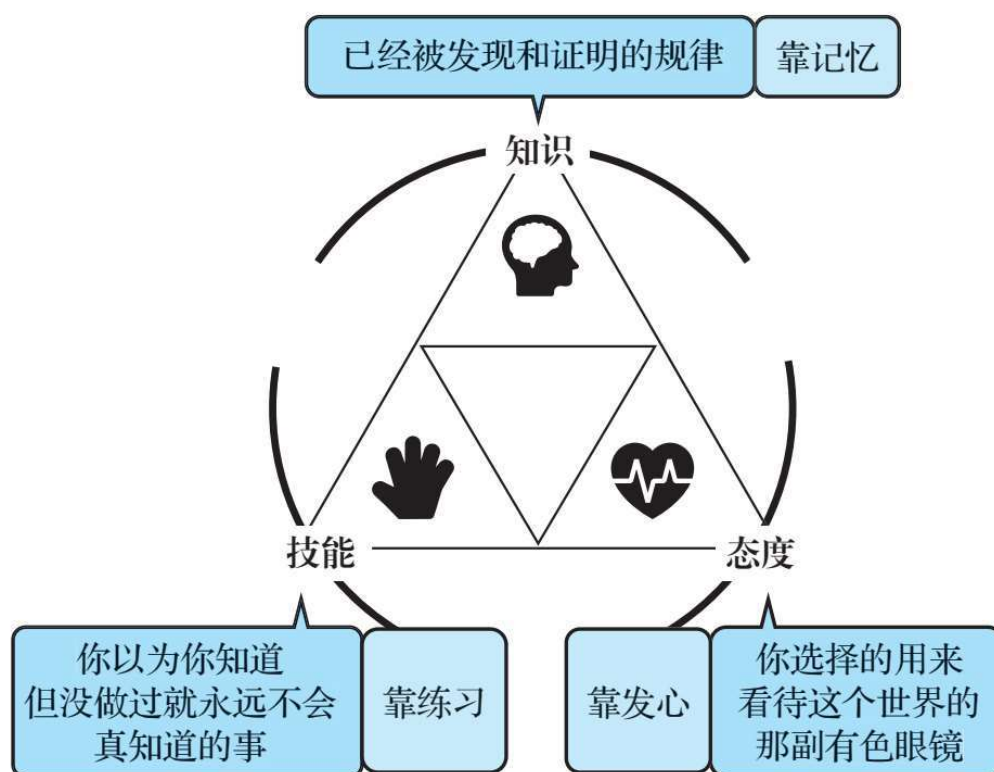 已经被发现和证明的规律
靠记忆
知识
技能
态度
你以为你知道
但没做过就永远不会
真知道的事
靠练习
靠发心
你选择的用来
看待这个世界的
那副有色眼镜